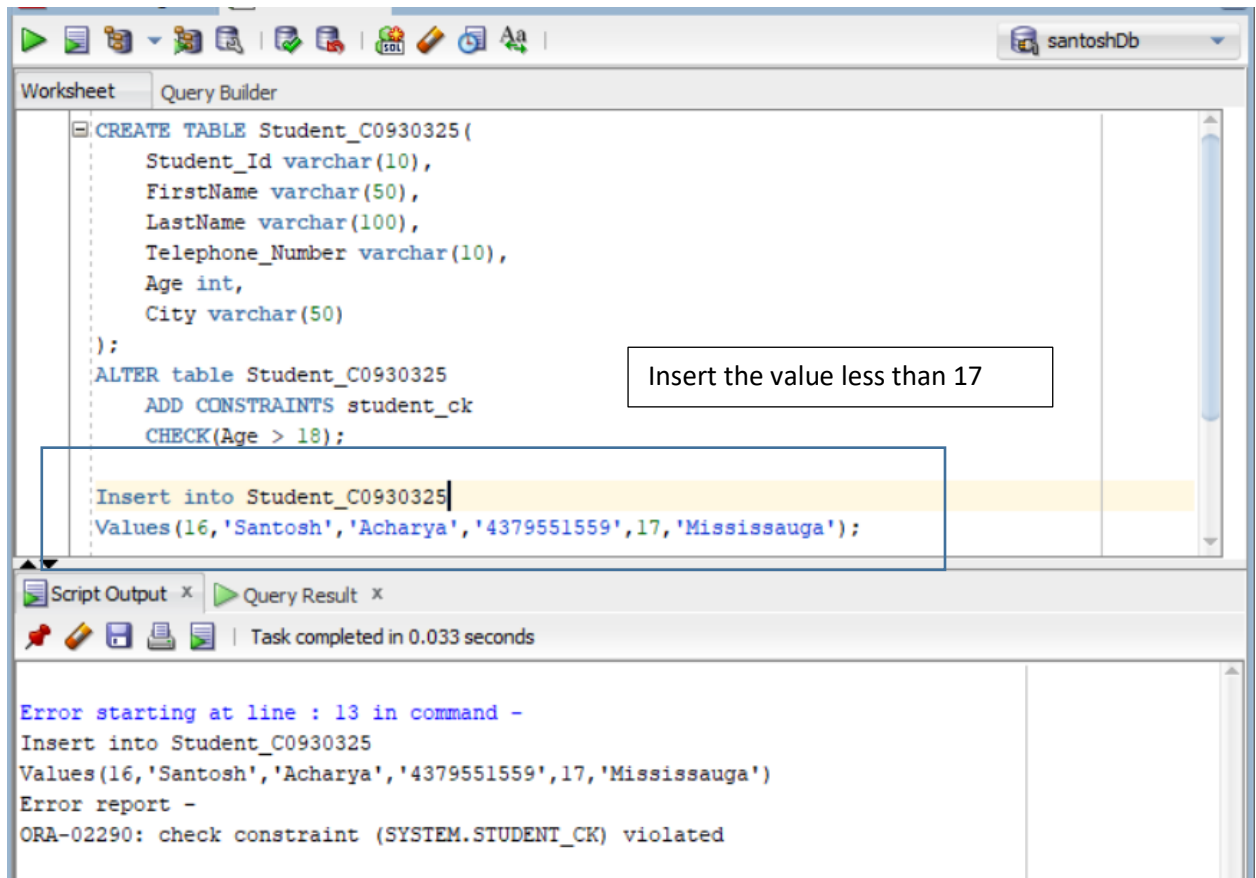 santoshDb
Worksheet Query Builder
CREATE TABLE Student_C0930325(
Student_Id varchar(10),
FirstName varchar(50),
LastName varchar(100),
Telephone_Number varchar(10),
Age int,
City varchar(50)
);
ALTER table Student_C0930325
ADD CONSTRAINTS student_ck
CHECK(Age > 18);
Insert the value less than 17
Insert into Student_C0930325
Values(16,'Santosh','Acharya','4379551559',17,'Mississauga');
Script Output x Query Result x
Task completed in 0.033 seconds
Error starting at line : 13 in command -
Insert into Student_C0930325
Values(16,'Santosh','Acharya','4379551559',17,'Mississauga')
Error report -
ORA-02290: check constraint (SYSTEM.STUDENT_CK) violated